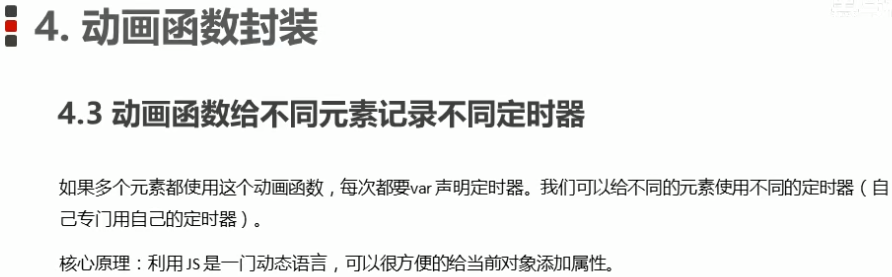 4. 动画函数封装
4.3 动画函数给不同元素记录不同定时器
如果多个元素都使用这个动画函数，每次都要var 声明定时器。我们可以给不同的元素使用不同的定时器（自
己专门用自己的定时器）。
核心原理：利用 JS 是一门动态语言，可以很方便的给当前对象添加属性。